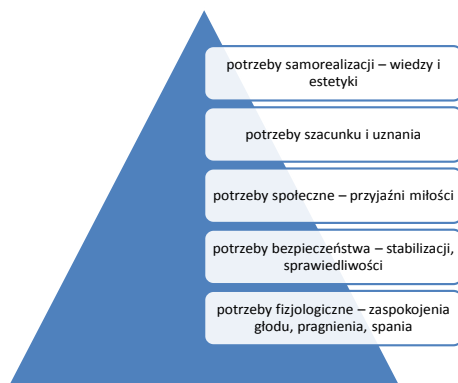 potrzeby samorealizacji – wiedzy i
estetyki
potrzeby szacunku i uznania
potrzeby społeczne – przyjaźni miłości
potrzeby bezpieczeństwa – stabilizacji,
sprawiedliwości
potrzeby fizjologiczne – zaspokojenia
głodu, pragnienia, spania